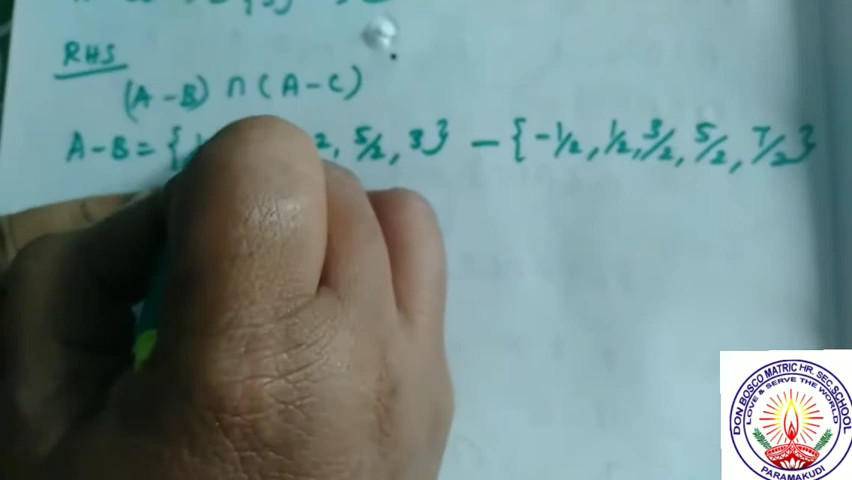 RHS
(A-B) ∩ (A-C)
A-B = { 2, 5/2, 3} - {-1/2, 1/2, 3/2, 5/2, 7/2}
DON BOSCO MATRIC HR. SEC SCHOOL
LOVE & SERVE THE WORLD
PARAMAKUDI